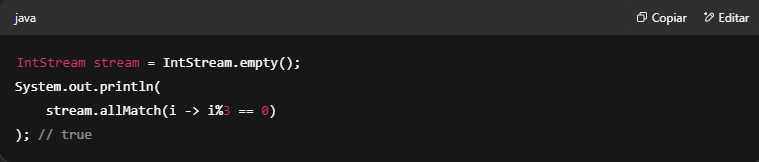 java Copiar Editar
IntStream stream = IntStream.empty();
System.out.println(
    stream.allMatch(i -> i%3 == 0)
); // true